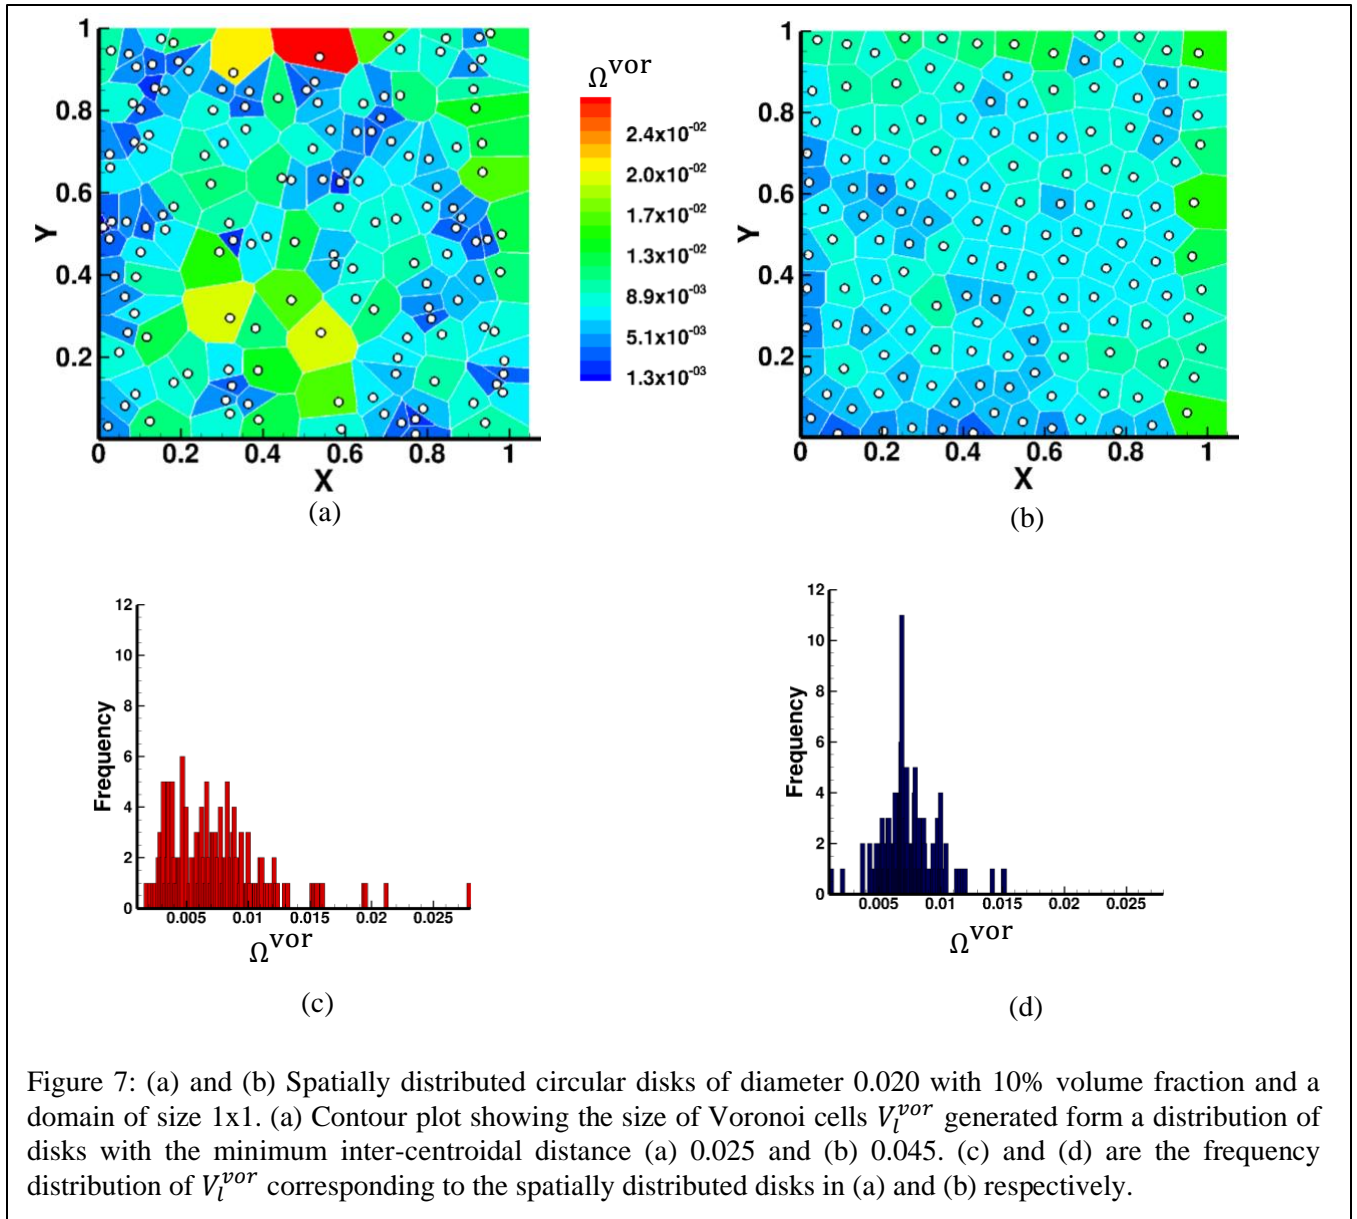 1
0.8
0.6
0.4
0.2
Y
0 0.2 0.4 0.6 0.8 1
X
(a)
Ωvor
2.4x10-02
2.0x10-02
1.7x10-02
1.3x10-02
8.9x10-03
5.1x10-03
1.3x10-03
1
0.8
0.6
0.4
0.2
Y
0 0.2 0.4 0.6 0.8 1
X
(b)
12
10
8
6
4
2
0
Frequency
0.005 0.01 0.015 0.02 0.025
Ωvor
(c)
12
10
8
6
4
2
0
Frequency
0.005 0.01 0.015 0.02 0.025
Ωvor
(d)
Figure 7: (a) and (b) Spatially distributed circular disks of diameter 0.020 with 10% volume fraction and a
domain of size 1x1. (a) Contour plot showing the size of Voronoi cells V_l^vor generated form a distribution of
disks with the minimum inter-centroidal distance (a) 0.025 and (b) 0.045. (c) and (d) are the frequency
distribution of V_l^vor corresponding to the spatially distributed disks in (a) and (b) respectively.